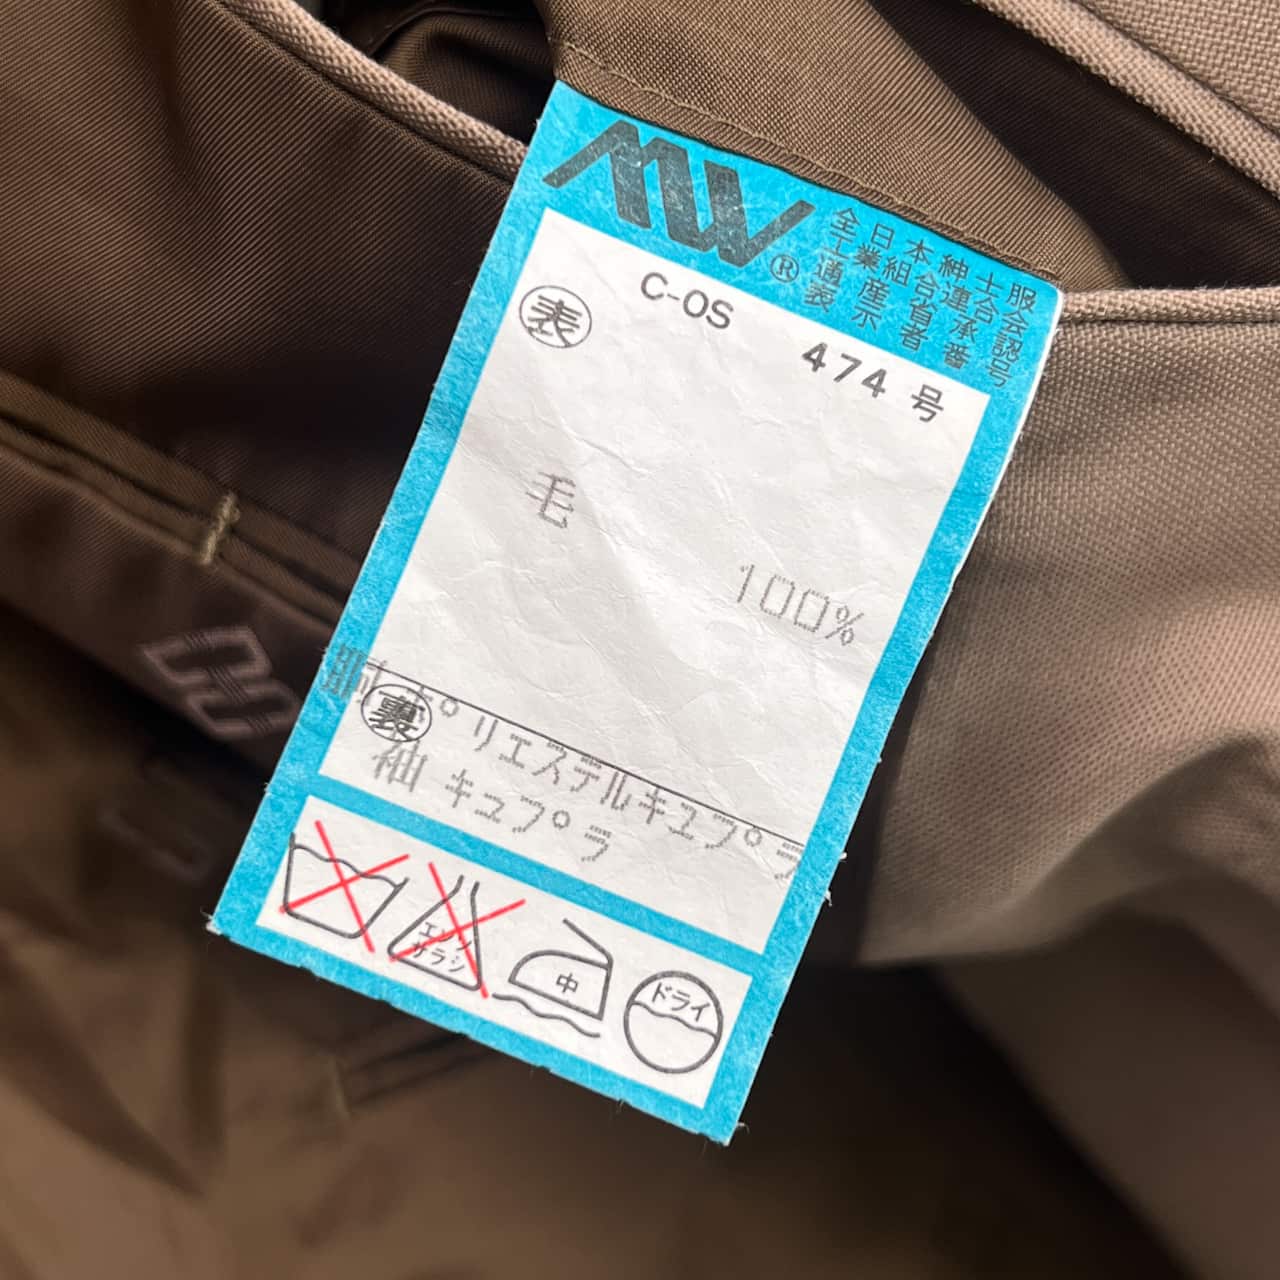 MW®
全日本紳士服
工業組合連合会
通産省承認
表示者番号
C-OS
474 号
表
毛
100%
裏
胴 ポリエステルキュプラ
袖 キュプラ
エンソ
サラシ
中
ドライ